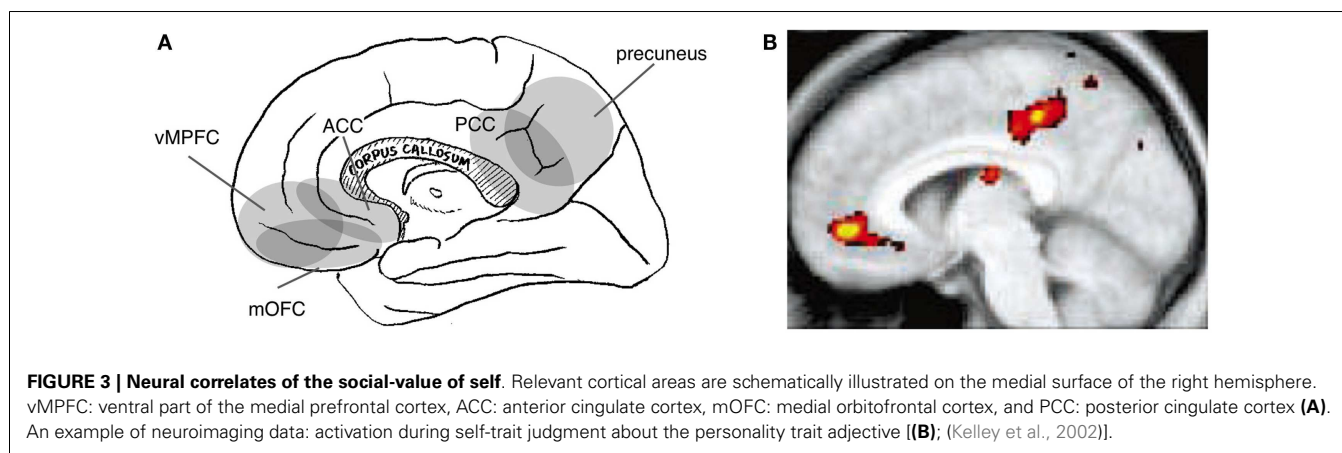 A
B
precuneus
ACC
PCC
vMPFC
CORPUS CALLOSUM
mOFC
FIGURE 3 | Neural correlates of the social-value of self. Relevant cortical areas are schematically illustrated on the medial surface of the right hemisphere.
vMPFC: ventral part of the medial prefrontal cortex, ACC: anterior cingulate cortex, mOFC: medial orbitofrontal cortex, and PCC: posterior cingulate cortex (A).
An example of neuroimaging data: activation during self-trait judgment about the personality trait adjective [(B); (Kelley et al., 2002)].